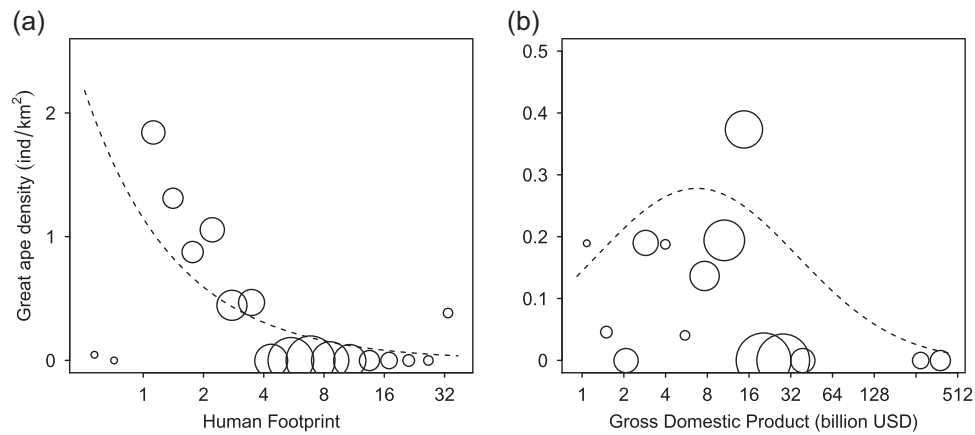 (a)
(b)
Great ape density (ind/km²)
2
1
0
1 2 4 8 16 32
Human Footprint
0.5
0.4
0.3
0.2
0.1
0
1 2 4 8 16 32 64 128 512
Gross Domestic Product (billion USD)